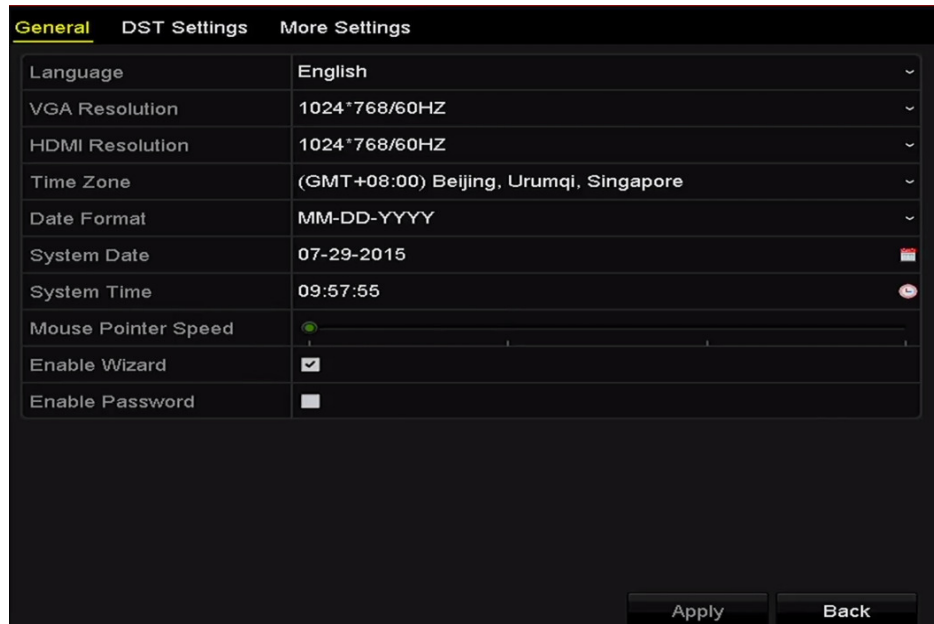 General DST Settings More Settings
Language English
VGA Resolution 1024*768/60HZ
HDMI Resolution 1024*768/60HZ
Time Zone (GMT+08:00) Beijing, Urumqi, Singapore
Date Format MM-DD-YYYY
System Date 07-29-2015
System Time 09:57:55
Mouse Pointer Speed
Enable Wizard
Enable Password
Apply Back